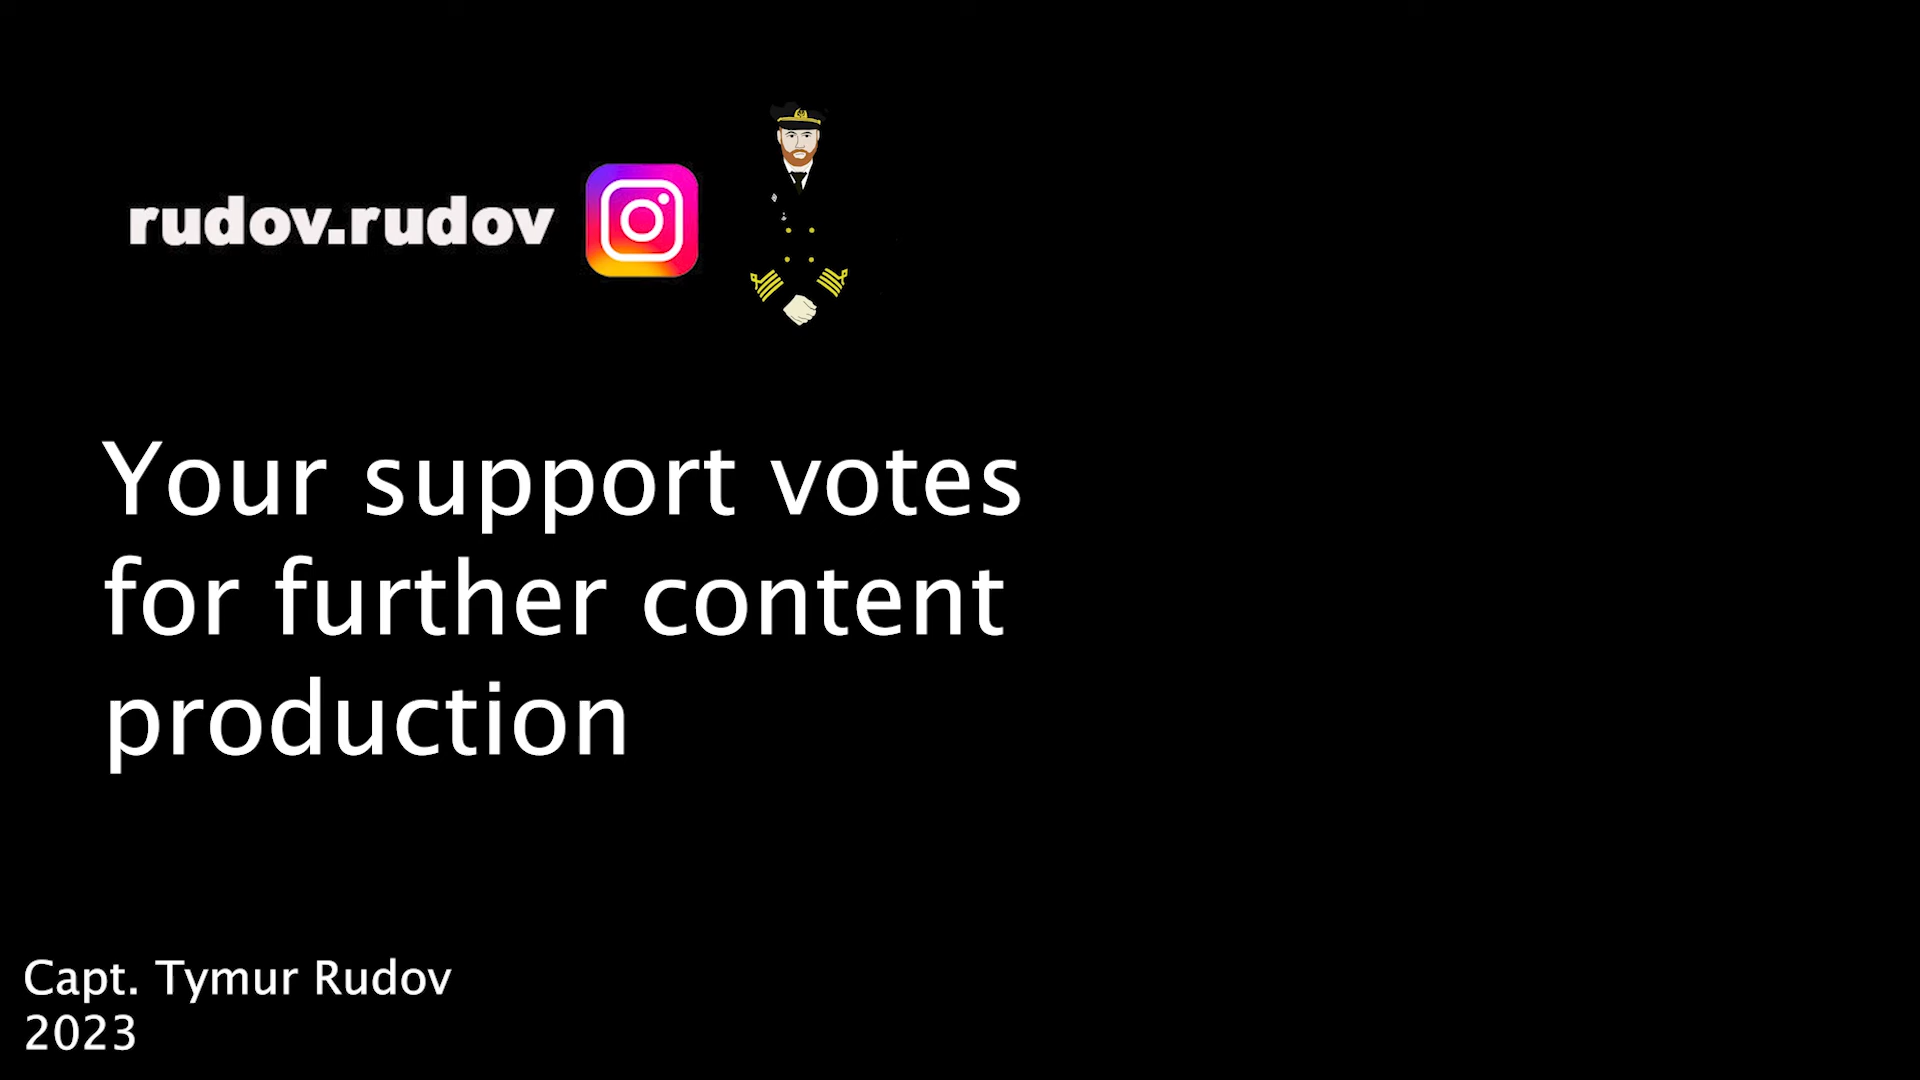 rudov.rudov
Your support votes
for further content
production
Capt. Tymur Rudov
2023